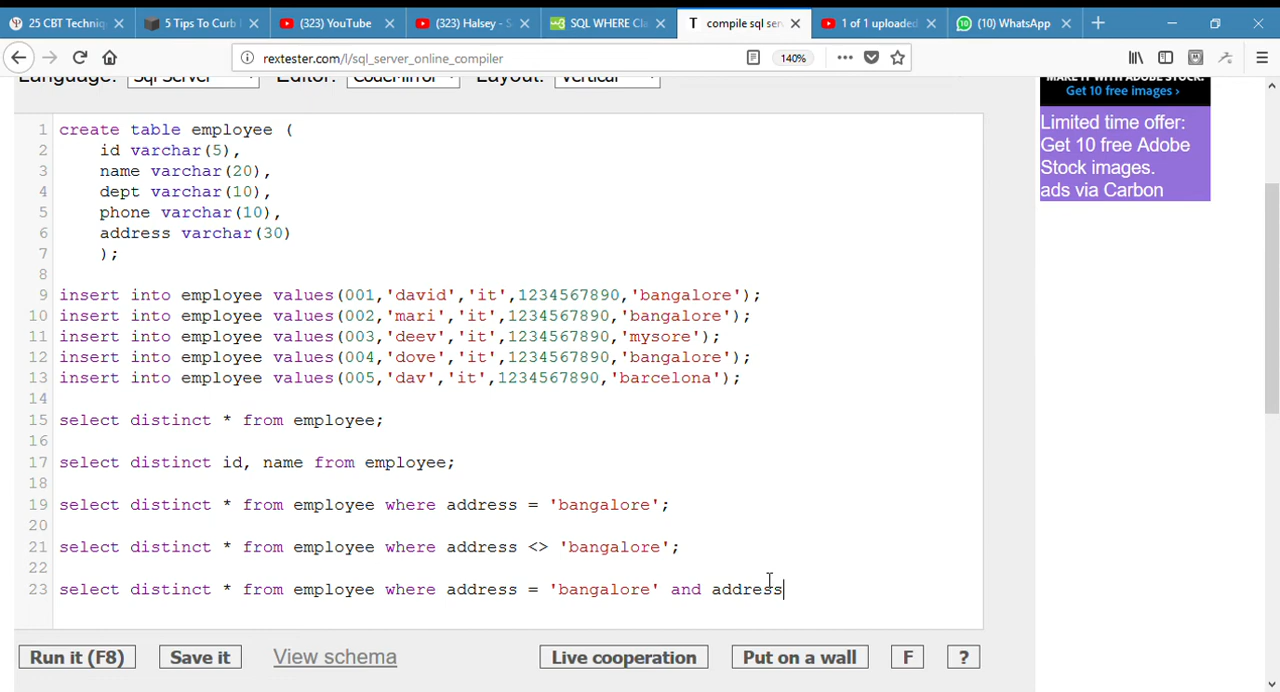 25 CBT Techniq
5 Tips To Curb
(323) YouTube
(323) Halsey - S
SQL WHERE Cla
T compile sql ser
1 of 1 uploaded
(10) WhatsApp
rextester.com/l/sql_server_online_compiler
140%
Language: Sql Server Editor: CodeMirror Layout: Vertical
1 create table employee (
2 id varchar(5),
3 name varchar(20),
4 dept varchar(10),
5 phone varchar(10),
6 address varchar(30)
7 );
8
9 insert into employee values(001,'david','it',1234567890,'bangalore');
10 insert into employee values(002,'mari','it',1234567890,'bangalore');
11 insert into employee values(003,'deev','it',1234567890,'mysore');
12 insert into employee values(004,'dove','it',1234567890,'bangalore');
13 insert into employee values(005,'dav','it',1234567890,'barcelona');
14
15 select distinct * from employee;
16
17 select distinct id, name from employee;
18
19 select distinct * from employee where address = 'bangalore';
20
21 select distinct * from employee where address <> 'bangalore';
22
23 select distinct * from employee where address = 'bangalore' and address
MAKE IT WITH ADOBE STOCK.
Get 10 free images ›
Limited time offer:
Get 10 free Adobe
Stock images.
ads via Carbon
Run it (F8) Save it View schema Live cooperation Put on a wall F ?